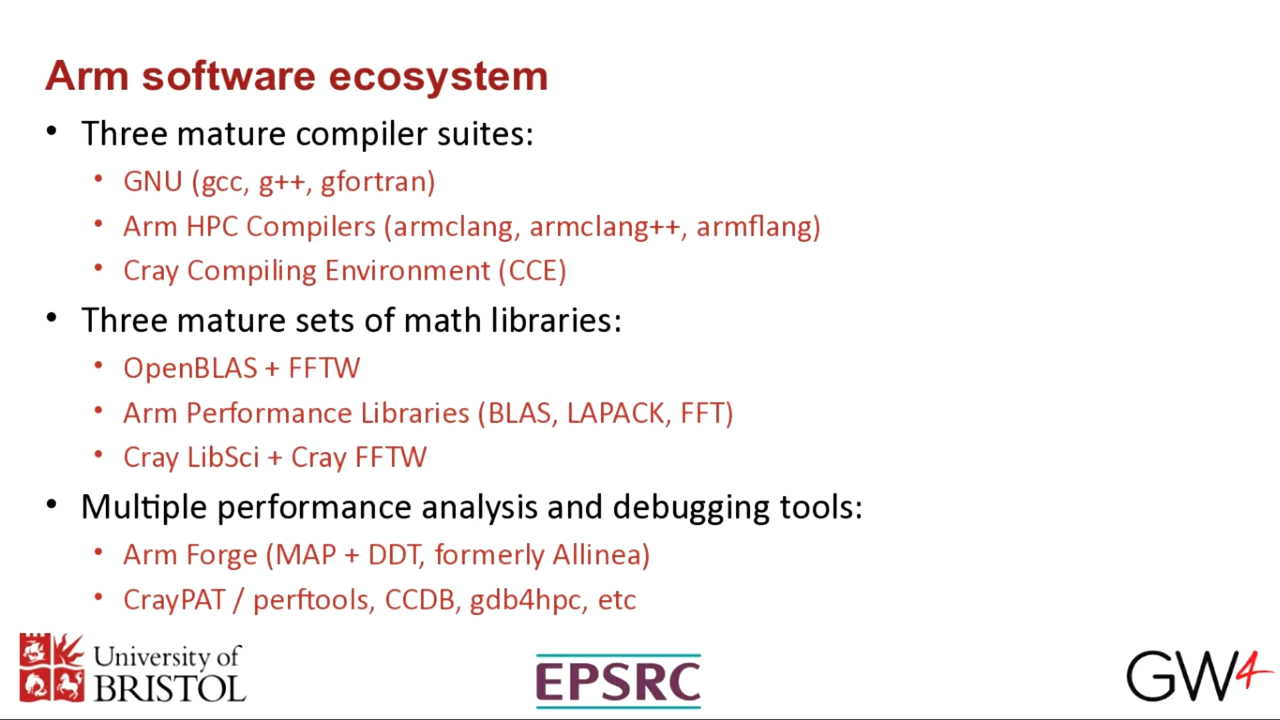 Arm software ecosystem
• Three mature compiler suites:
• GNU (gcc, g++, gfortran)
• Arm HPC Compilers (armclang, armclang++, armflang)
• Cray Compiling Environment (CCE)
• Three mature sets of math libraries:
• OpenBLAS + FFTW
• Arm Performance Libraries (BLAS, LAPACK, FFT)
• Cray LibSci + Cray FFTW
• Multiple performance analysis and debugging tools:
• Arm Forge (MAP + DDT, formerly Allinea)
• CrayPAT / perftools, CCDB, gdb4hpc, etc
University of
BRISTOL
EPSRC
GW4